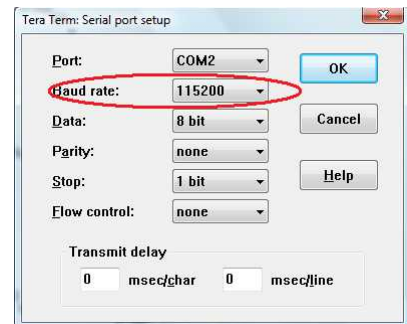 Tera Term: Serial port setup
Port: COM2 OK
Baud rate: 115200
Data: 8 bit Cancel
Parity: none
Stop: 1 bit Help
Flow control: none
Transmit delay
0 msec/char 0 msec/line